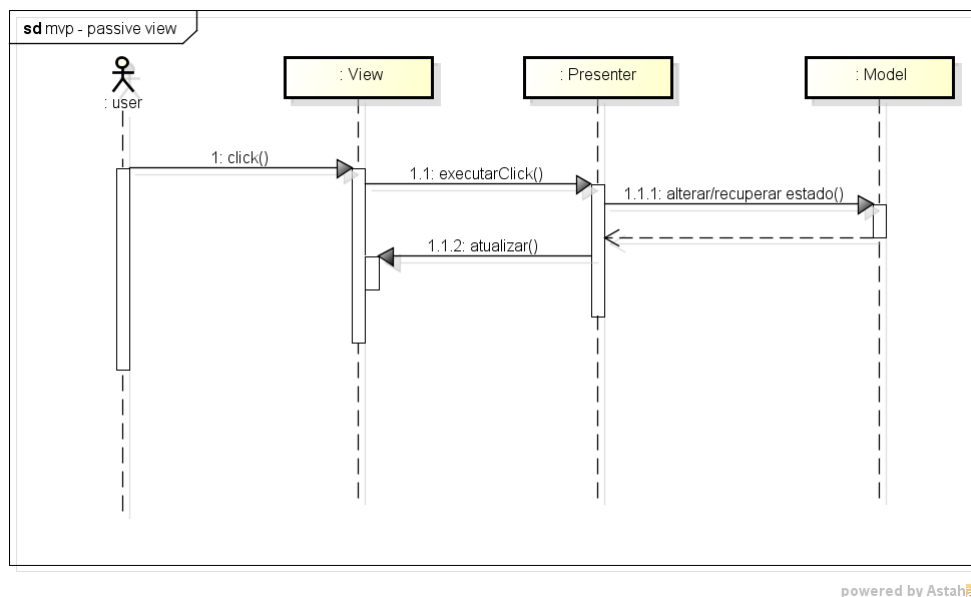 sd mvp - passive view
: user
: View
: Presenter
: Model
1: click()
1.1: executarClick()
1.1.1: alterar/recuperar estado()
1.1.2: atualizar()
powered by Astah